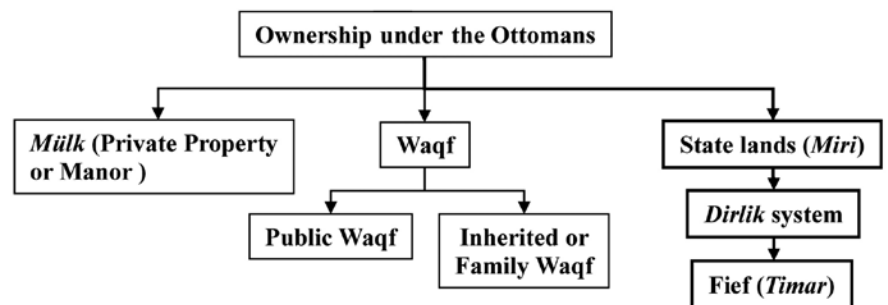 Ownership under the Ottomans
Mülk (Private Property
or Manor )
Waqf
State lands (Miri)
Public Waqf
Inherited or
Family Waqf
Dirlik system
Fief (Timar)